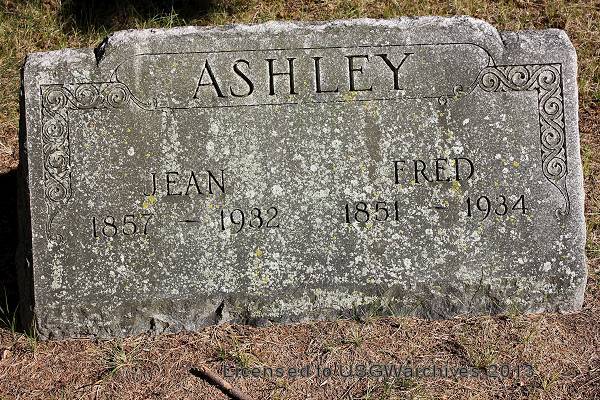 ASHLEY
JEAN
1857 - 1932
FRED
1851 - 1934
Licensed to USGWarchives 2013